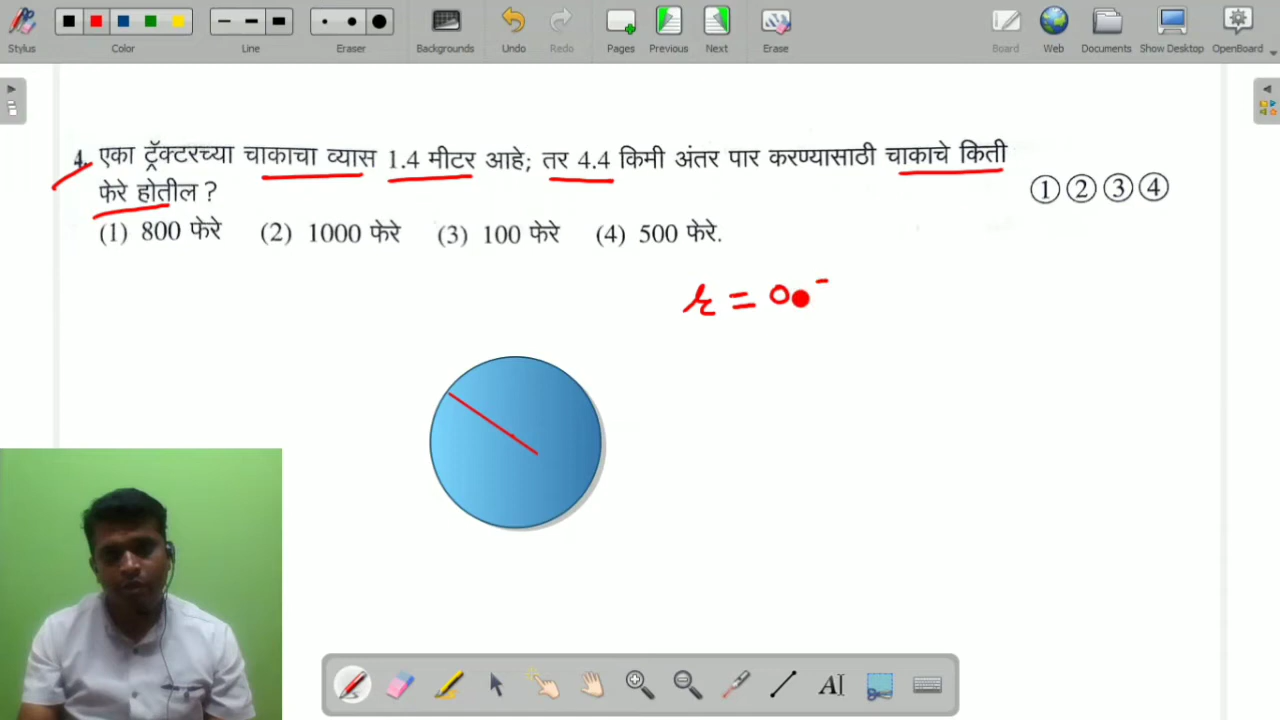 Stylus Color Line Eraser Backgrounds Undo Redo Pages Previous Next Erase Board Web Documents Show Desktop OpenBoard
4. एका ट्रॅक्टरच्या चाकाचा व्यास 1.4 मीटर आहे; तर 4.4 किमी अंतर पार करण्यासाठी चाकाचे किती
फेरे होतील ?
① ② ③ ④
(1) 800 फेरे (2) 1000 फेरे (3) 100 फेरे (4) 500 फेरे.
r = 0.
AI